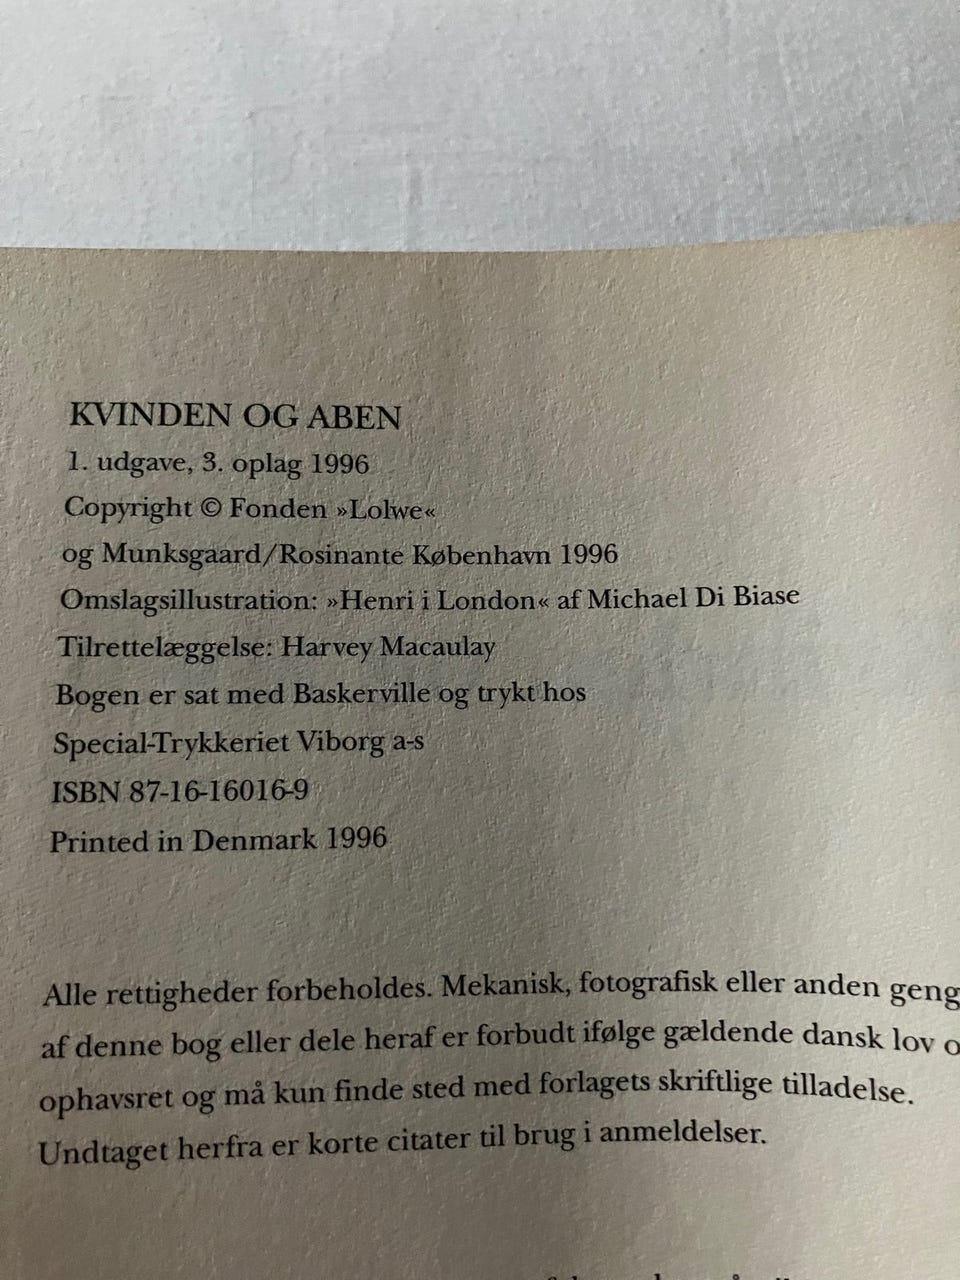 KVINDEN OG ABEN
1. udgave, 3. oplag 1996
Copyright © Fonden »Lolwe«
og Munksgaard/Rosinante København 1996
Omslagsillustration: »Henri i London« af Michael Di Biase
Tilrettelæggelse: Harvey Macaulay
Bogen er sat med Baskerville og trykt hos
Special-Trykkeriet Viborg a-s
ISBN 87-16-16016-9
Printed in Denmark 1996
Alle rettigheder forbeholdes. Mekanisk, fotografisk eller anden geng
af denne bog eller dele heraf er forbudt ifølge gældende dansk lov o
ophavsret og må kun finde sted med forlagets skriftlige tilladelse.
Undtaget herfra er korte citater til brug i anmeldelser.